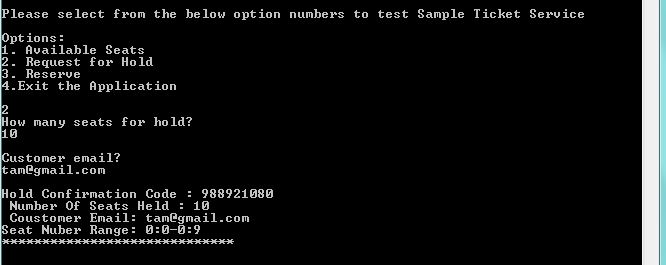 Please select from the below option numbers to test Sample Ticket Service
Options:
1. Available Seats
2. Request for Hold
3. Reserve
4.Exit the Application
2
How many seats for hold?
10
Customer email?
tam@gmail.com
Hold Confirmation Code : 988921080
Number Of Seats Held : 10
Coustomer Email: tam@gmail.com
Seat Nuber Range: 0:0-0:9
*****************************